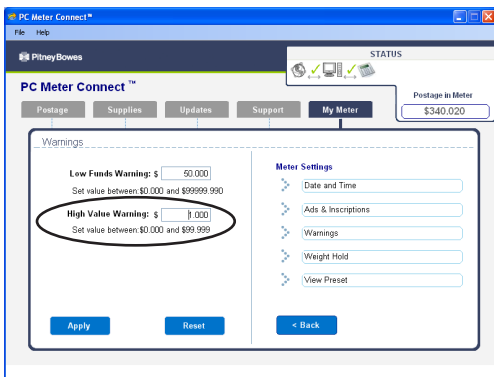 PC Meter Connect™
File Help
PitneyBowes
STATUS
PC Meter Connect ™
Postage in Meter
$340.020
Postage Supplies Updates Support My Meter
Warnings
Low Funds Warning: $ 50.000
Set value between:$0.000 and $99999.990
High Value Warning: $ 1.000
Set value between:$0.000 and $99.999
Meter Settings
Date and Time
Ads & Inscriptions
Warnings
Weight Hold
View Preset
Apply Reset < Back